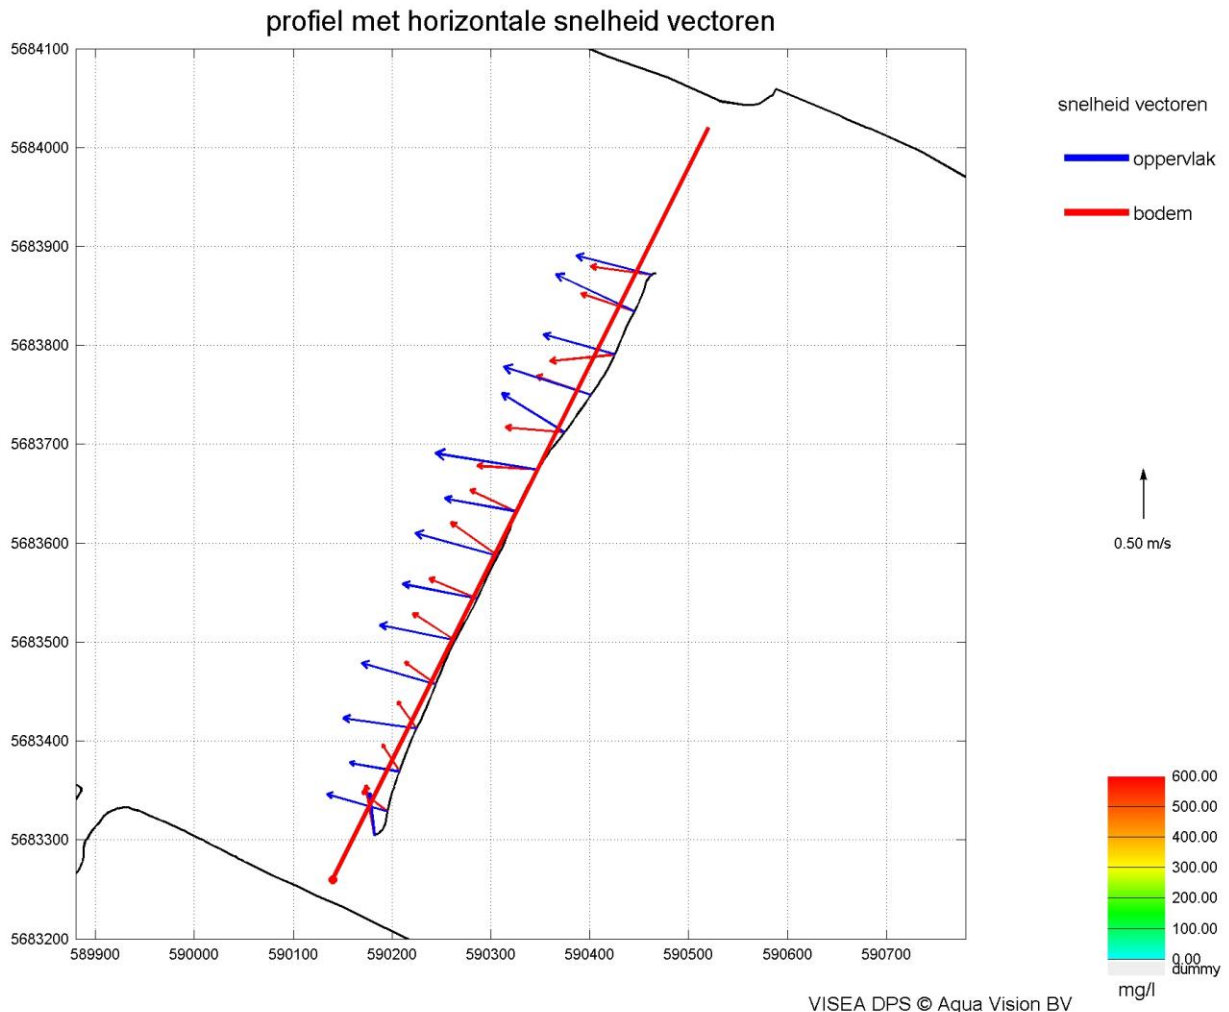 profiel met horizontale snelheid vectoren
5684100
5684000
5683900
5683800
5683700
5683600
5683500
5683400
5683300
5683200
589900 590000 590100 590200 590300 590400 590500 590600 590700
snelheid vectoren
oppervlak
bodem
0.50 m/s
600.00
500.00
400.00
300.00
200.00
100.00
0.00
dummy
mg/l
VISEA DPS © Aqua Vision BV